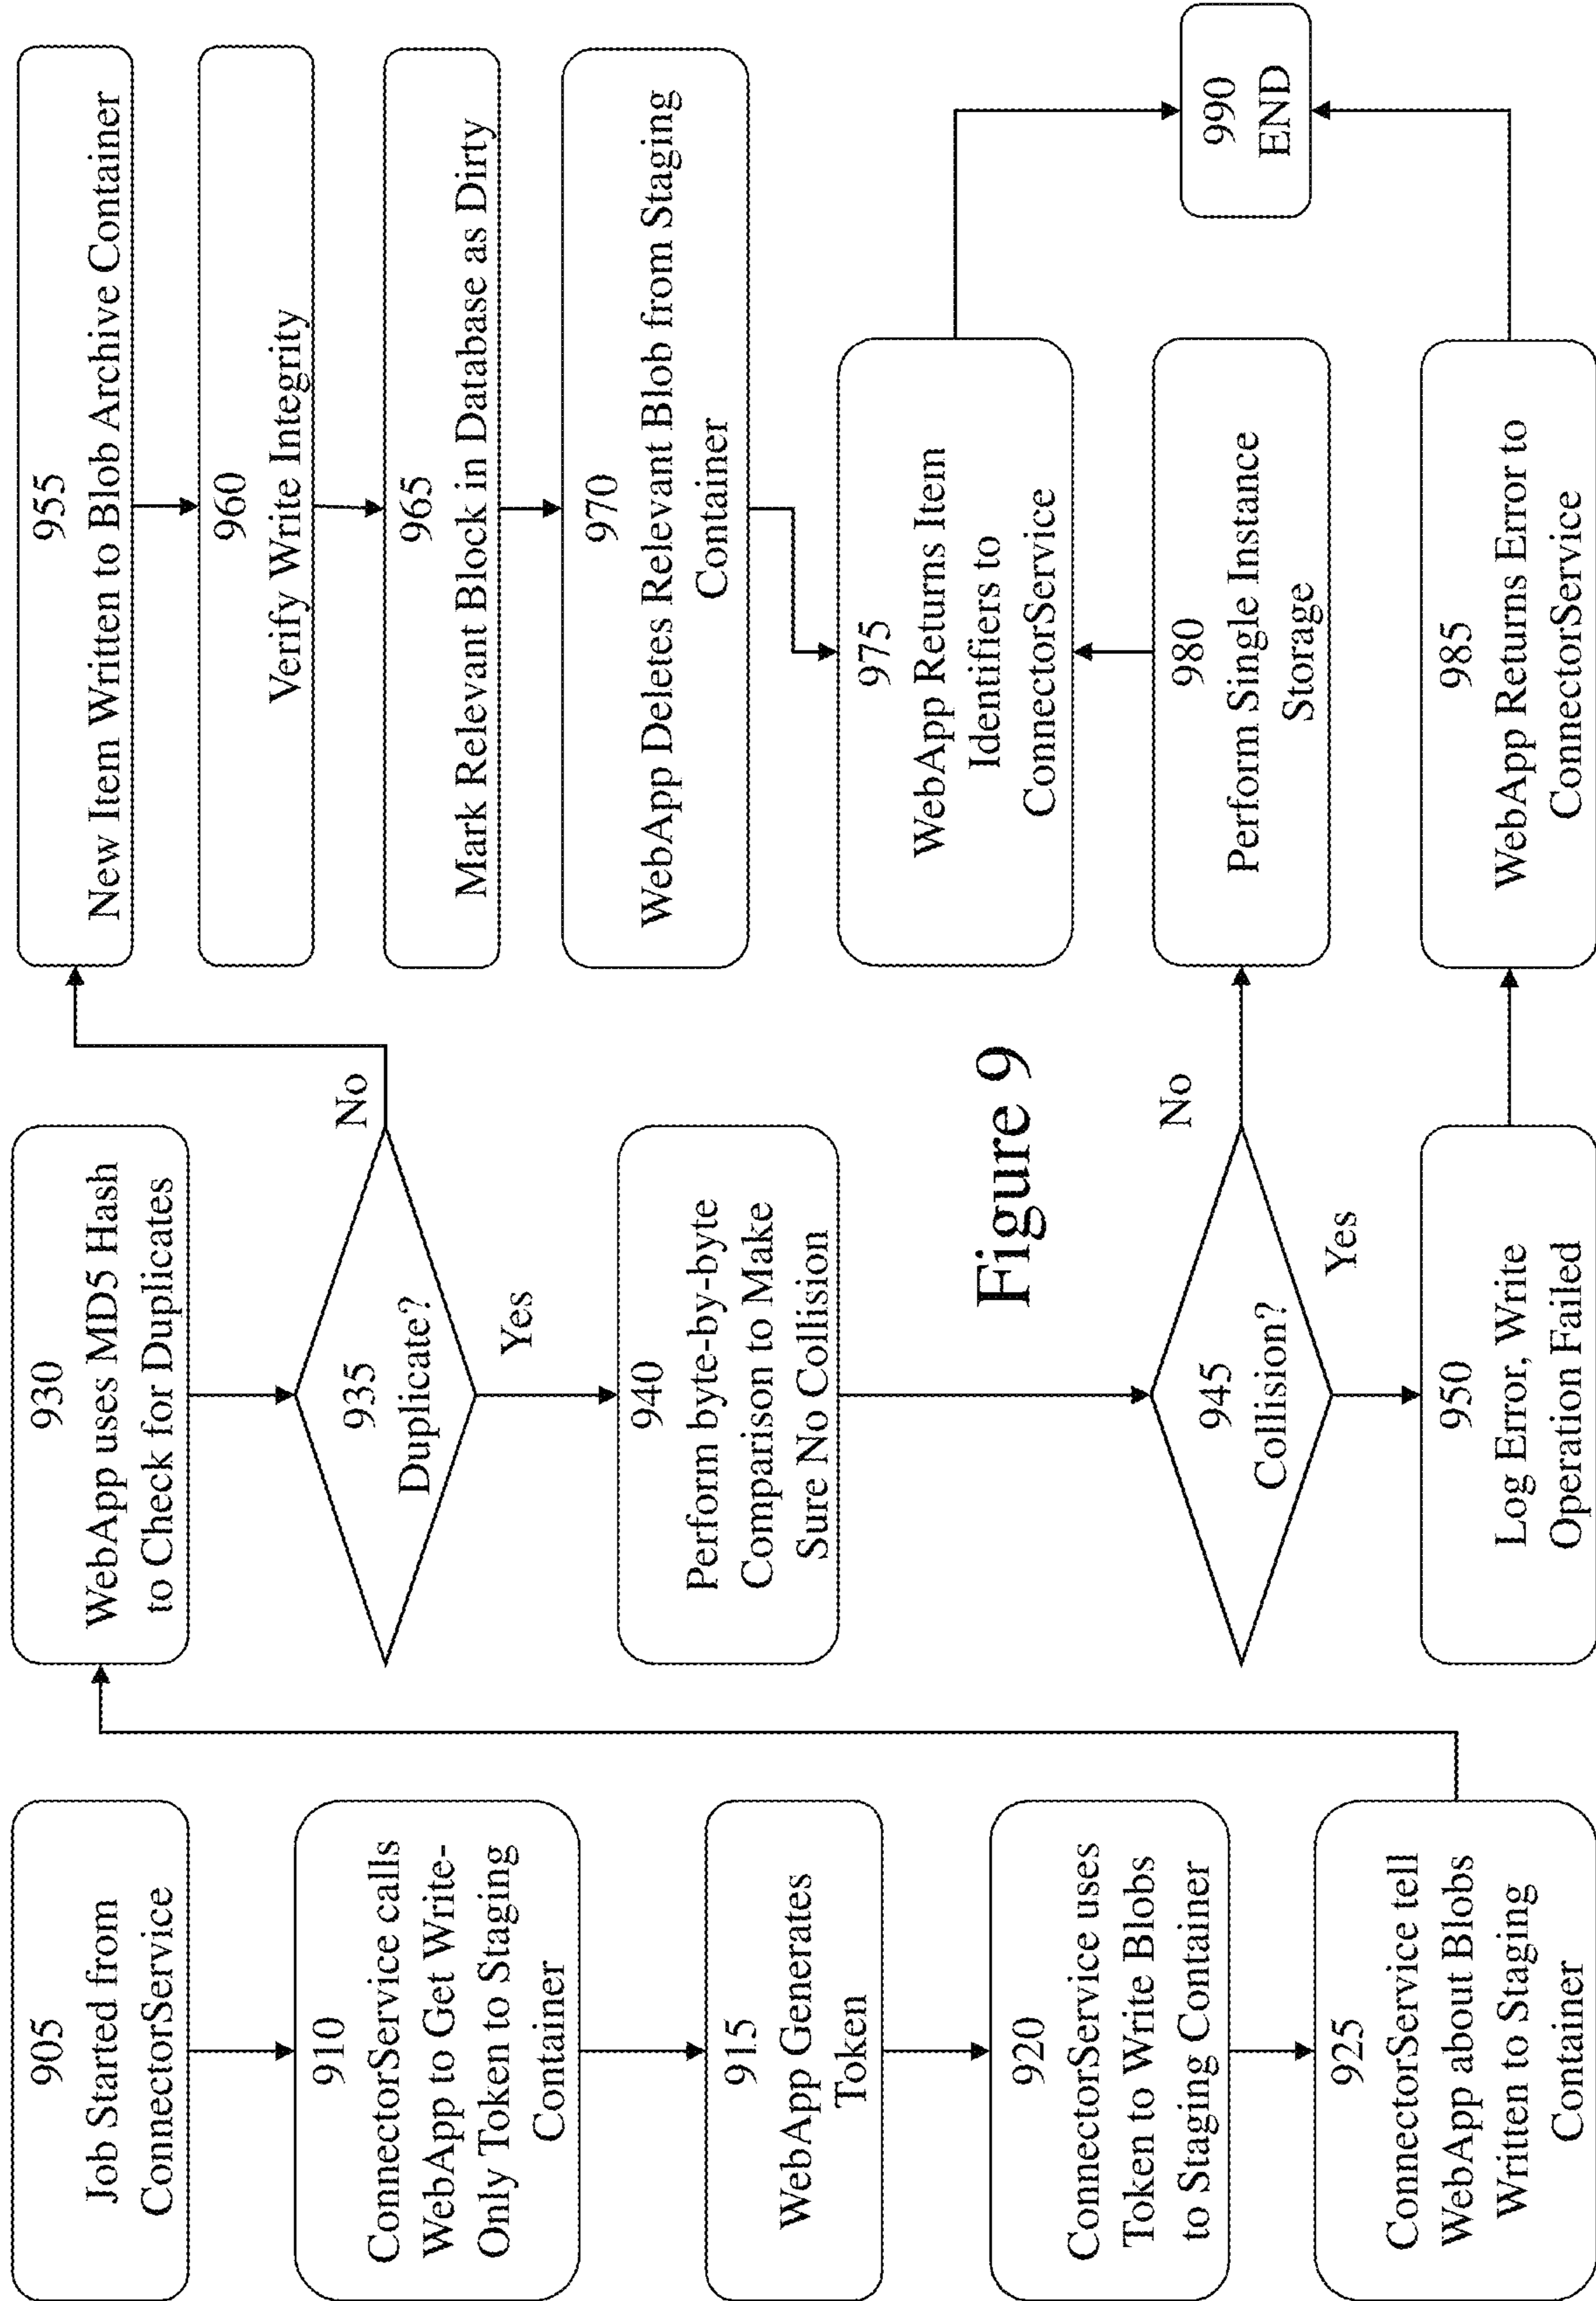 905
Job Started from
ConnectorService
910
ConnectorService calls
WebApp to Get Write-
Only Token to Staging
Container
915
WebApp Generates
Token
920
ConnectorService uses
Token to Write Blobs
to Staging Container
925
ConnectorService tell
WebApp about Blobs
Written to Staging
Container
930
WebApp uses MD5 Hash
to Check for Duplicates
935
Duplicate?
No
Yes
940
Perform byte-by-byte
Comparison to Make
Sure No Collision
945
Collision?
No
Yes
950
Log Error, Write
Operation Failed
955
New Item Written to Blob Archive Container
960
Verify Write Integrity
965
Mark Relevant Block in Database as Dirty
970
WebApp Deletes Relevant Blob from Staging
Container
975
WebApp Returns Item
Identifiers to
ConnectorService
980
Perform Single Instance
Storage
985
WebApp Returns Error to
ConnectorService
990
END
Figure 9